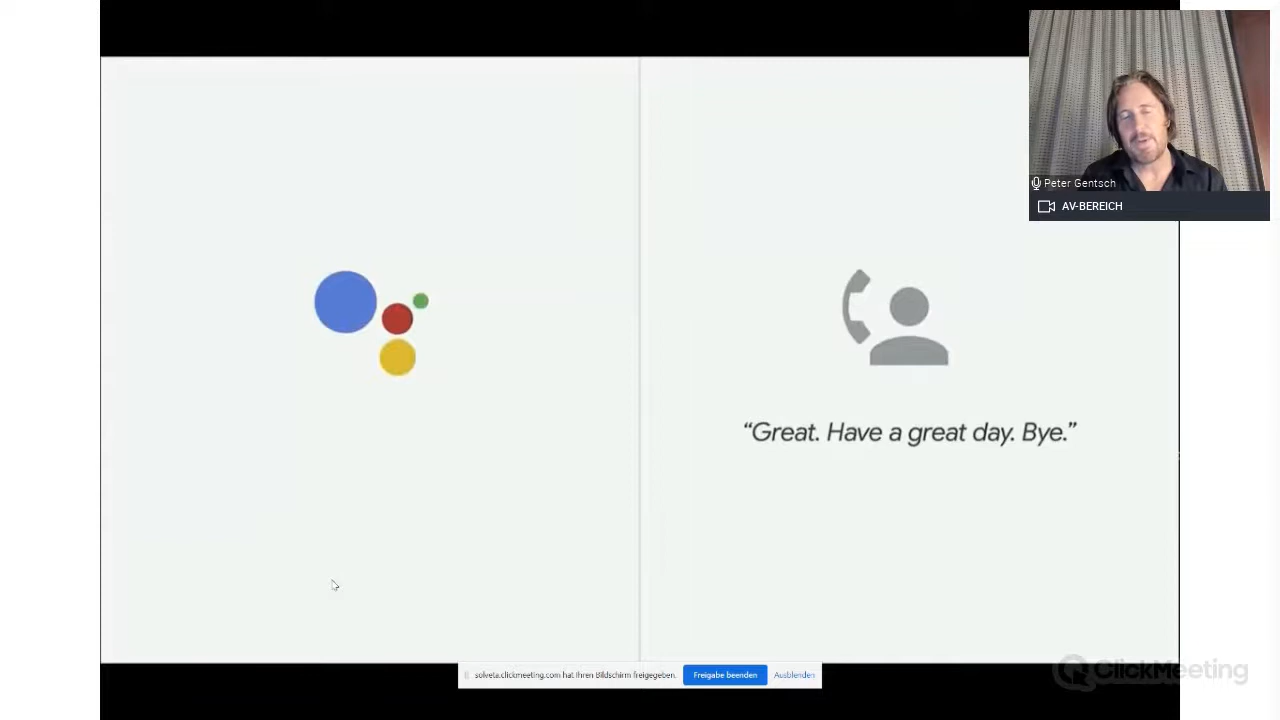 Peter Gentsch
AV-BEREICH
“Great. Have a great day. Bye.”
solveta.clickmeeting.com hat Ihren Bildschirm freigegeben.
Freigabe beenden
Ausblenden
ClickMeeting